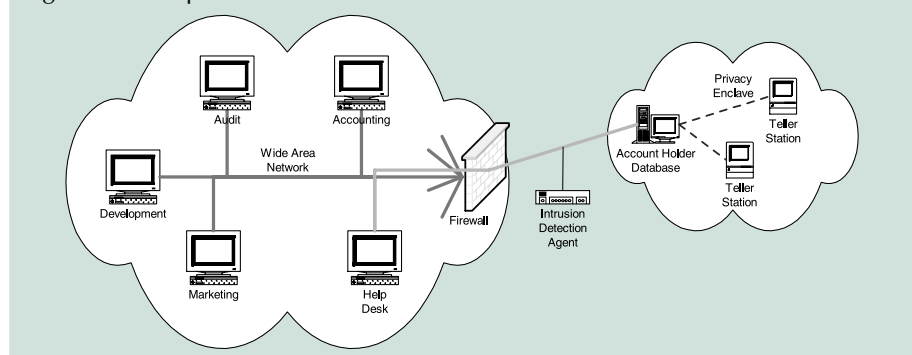 Audit
Accounting
Wide Area
Network
Development
Marketing
Help
Desk
Firewall
Intrusion
Detection
Agent
Privacy
Enclave
Account Holder
Database
Teller
Station
Teller
Station